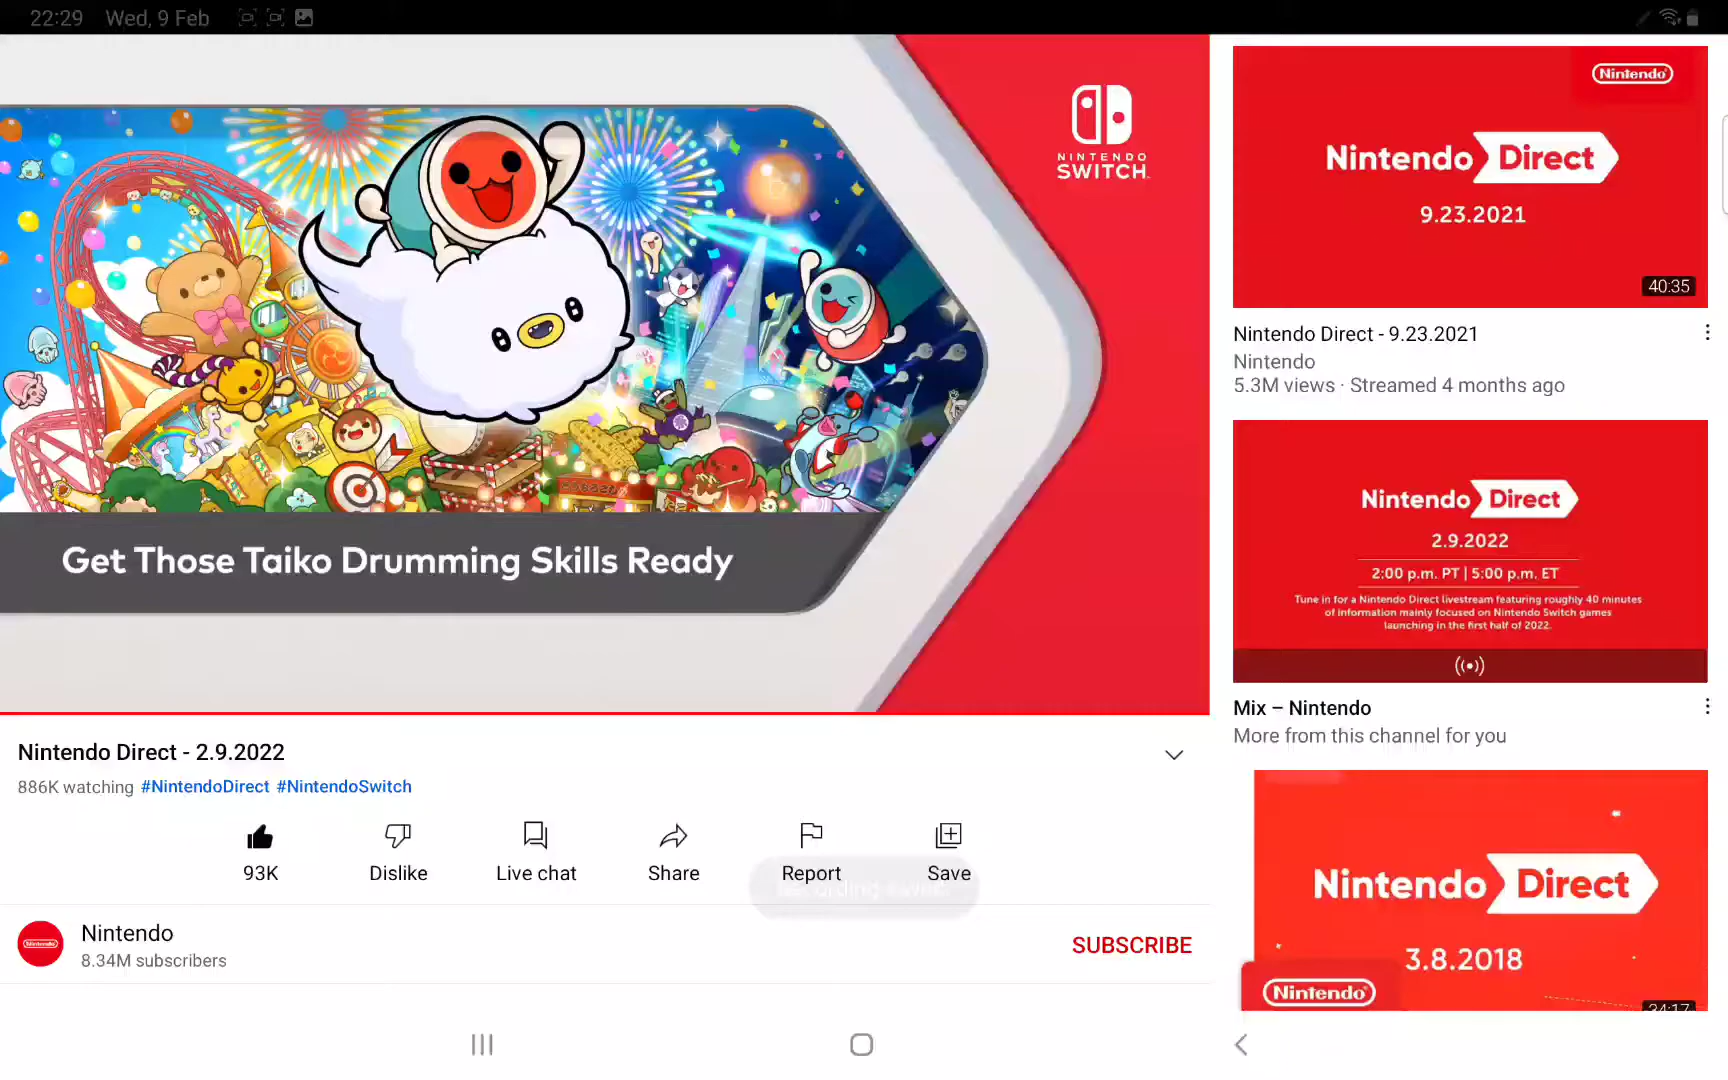 22:29 Wed, 9 Feb
NINTENDO
SWITCH
Get Those Taiko Drumming Skills Ready
Nintendo Direct - 2.9.2022
886K watching #NintendoDirect #NintendoSwitch
93K
Dislike
Live chat
Share
Report
Save
Nintendo
8.34M subscribers
SUBSCRIBE
Nintendo
Nintendo Direct
9.23.2021
40:35
Nintendo Direct - 9.23.2021
Nintendo
5.3M views · Streamed 4 months ago
Nintendo Direct
2.9.2022
2:00 p.m. PT | 5:00 p.m. ET
Tune in for a Nintendo Direct livestream featuring roughly 40 minutes
of information mainly focused on Nintendo Switch games
launching in the first half of 2022.
Mix – Nintendo
More from this channel for you
Nintendo Direct
3.8.2018
Nintendo
34:17